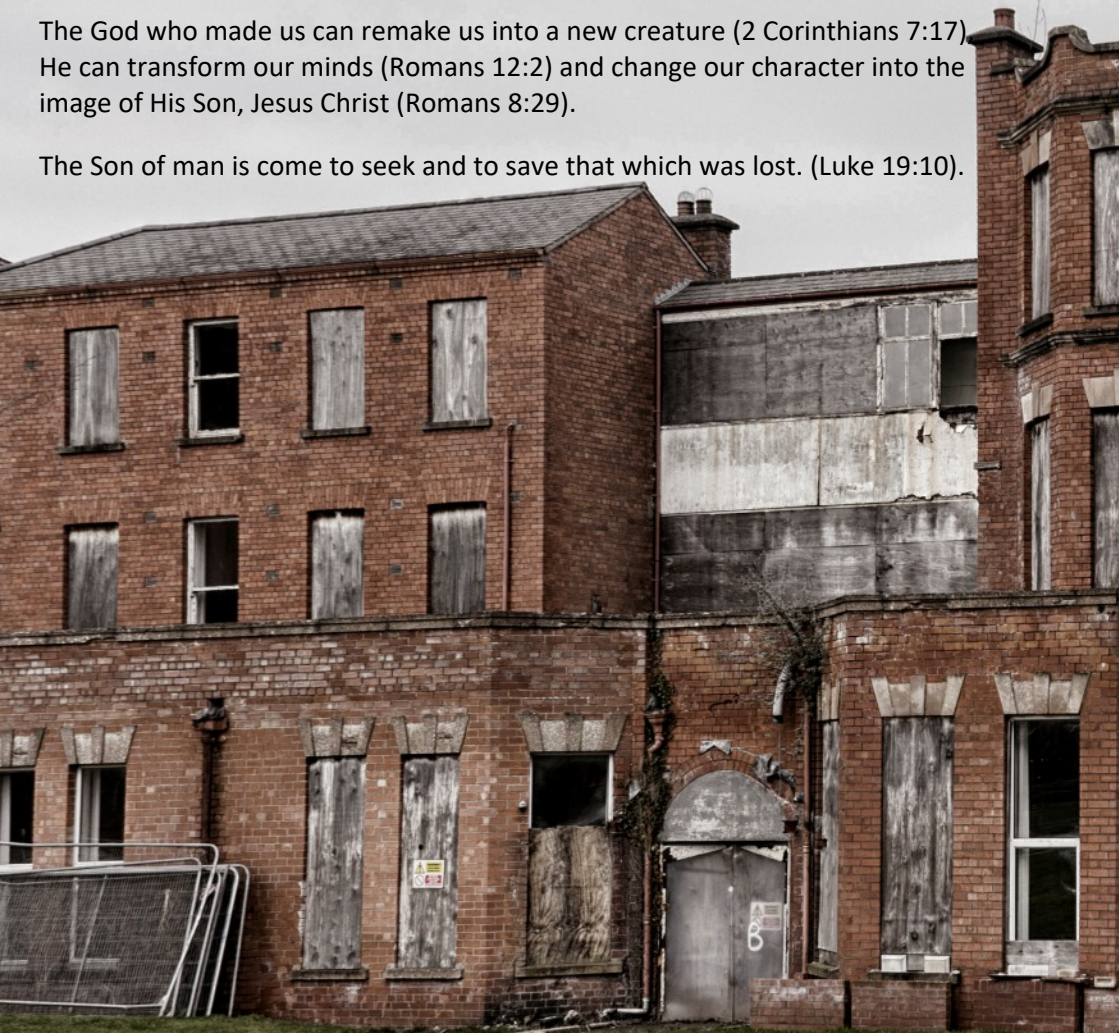 The God who made us can remake us into a new creature (2 Corinthians 7:17).
He can transform our minds (Romans 12:2) and change our character into the
image of His Son, Jesus Christ (Romans 8:29).
The Son of man is come to seek and to save that which was lost. (Luke 19:10).